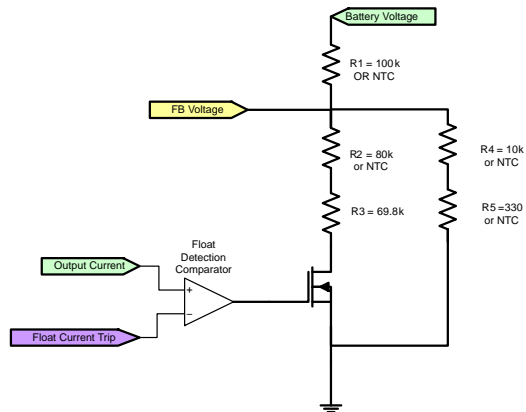 Battery Voltage
R1 = 100k
OR NTC
FB Voltage
R2 = 80k
or NTC
R4 = 10k
or NTC
R3 = 69.8k
R5 =330
or NTC
Float
Detection
Comparator
Output Current
+
−
Float Current Trip